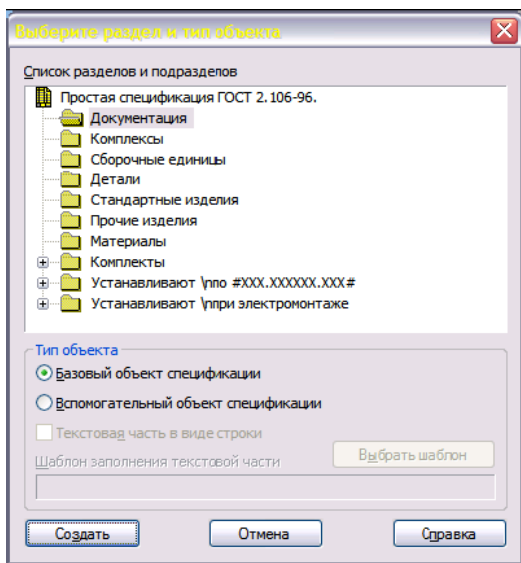 Выберите раздел и тип объекта
Список разделов и подразделов
Простая спецификация ГОСТ 2.106-96.
Документация
Комплексы
Сборочные единицы
Детали
Стандартные изделия
Прочие изделия
Материалы
Комплекты
Устанавливают \nпо #XXX.XXXXXX.XXX#
Устанавливают \nпри электромонтаже
Тип объекта
Базовый объект спецификации
Вспомогательный объект спецификации
Текстовая часть в виде строки
Шаблон заполнения текстовой части
Выбрать шаблон
Создать Отмена Справка